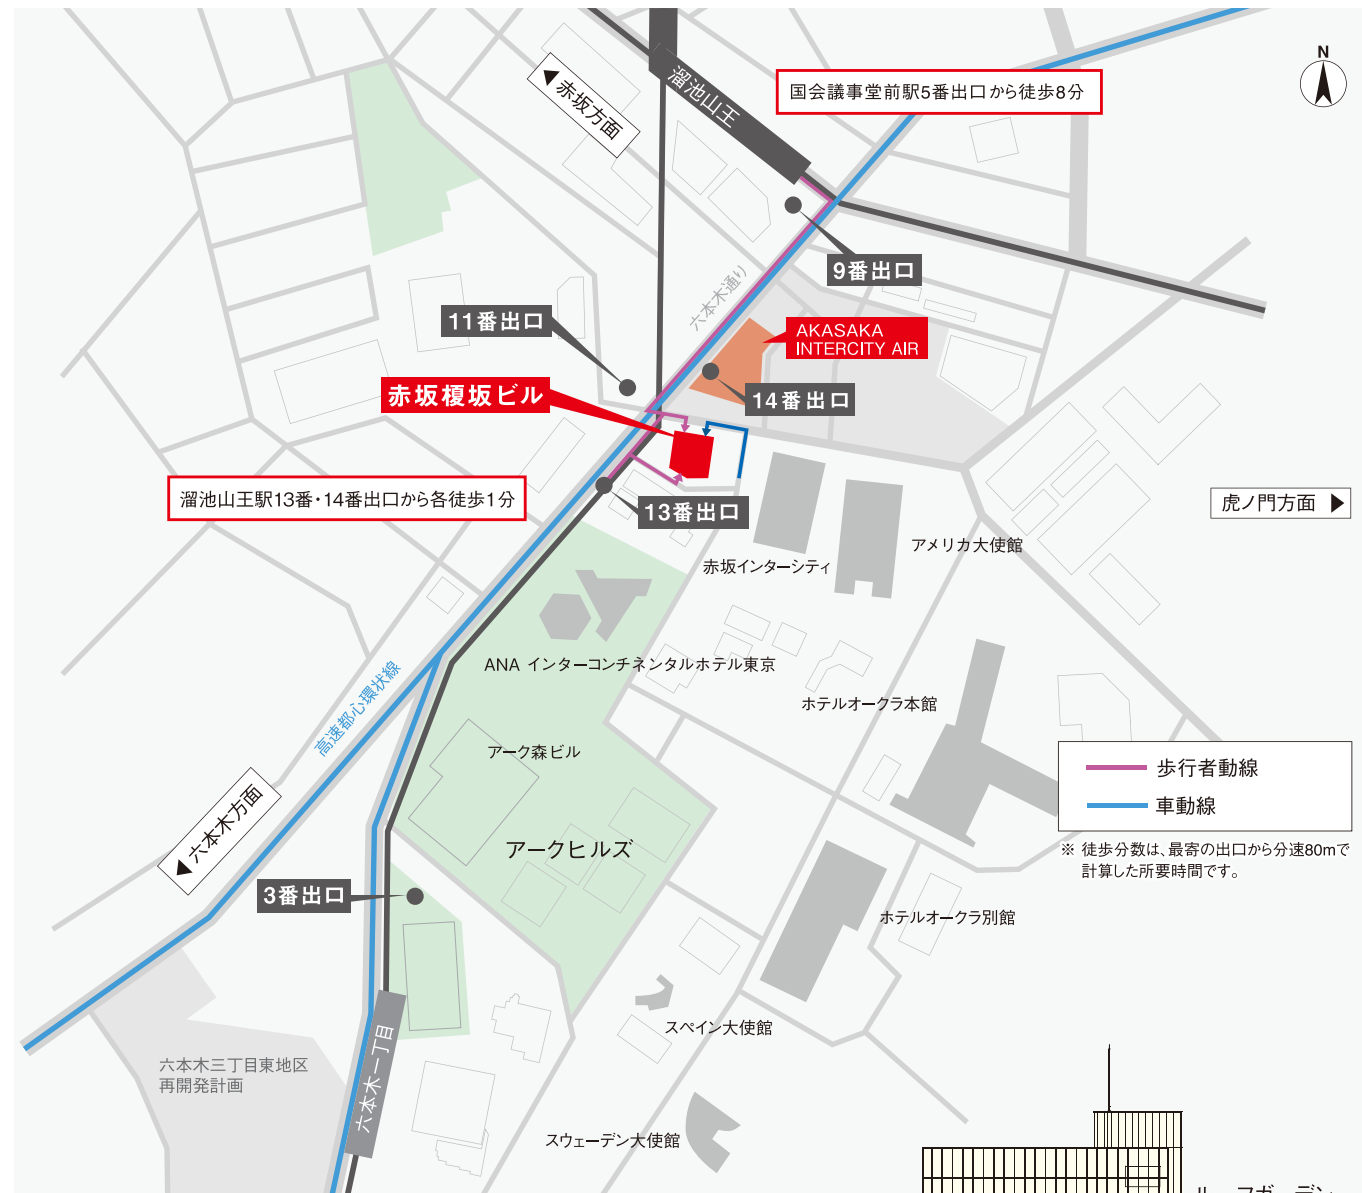 N
溜池山王
国会議事堂前駅5番出口から徒歩8分
赤坂方面
9番出口
六本木通り
11番出口
AKASAKA
INTERCITY AIR
赤坂榎坂ビル
14番出口
溜池山王駅13番・14番出口から各徒歩1分
13番出口
虎ノ門方面
アメリカ大使館
赤坂インターシティ
ANA インターコンチネンタルホテル東京
高速都心環状線
ホテルオークラ本館
アーク森ビル
歩行者動線
車動線
六本木方面
アークヒルズ
※ 徒歩分数は、最寄の出口から分速80mで
計算した所要時間です。
3番出口
ホテルオークラ別館
スペイン大使館
六本木一丁目
六本木三丁目東地区
再開発計画
スウェーデン大使館